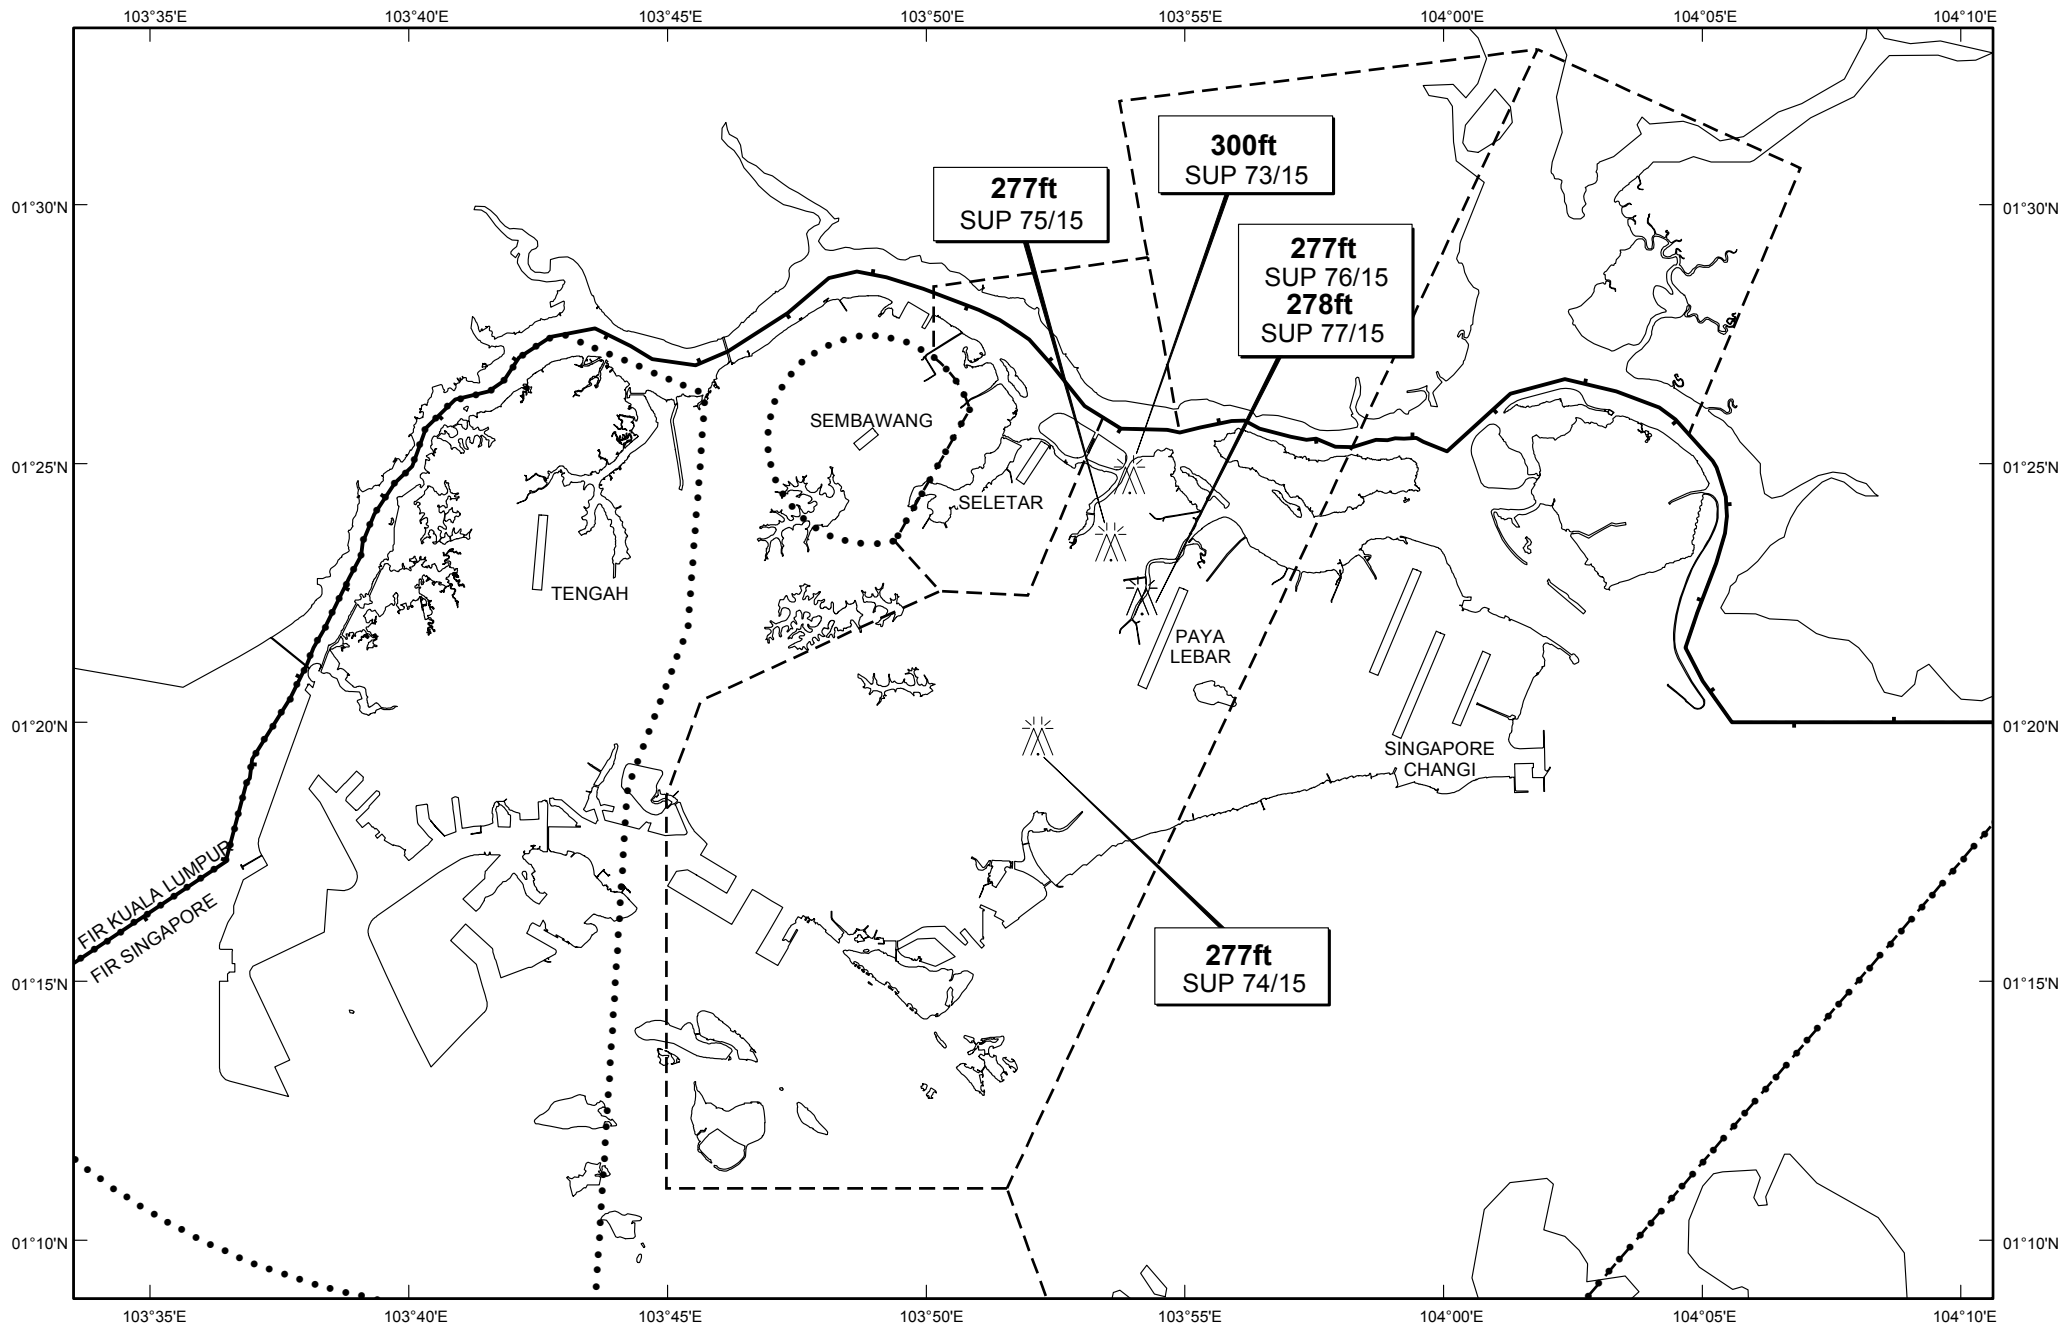 103°35'E
103°40'E
103°45'E
103°50'E
103°55'E
104°00'E
104°05'E
104°10'E
300ft
SUP 73/15
277ft
SUP 75/15
01°30'N
01°30'N
277ft
SUP 76/15
278ft
SUP 77/15
SEMBAWANG
01°25'N
01°25'N
SELETAR
TENGAH
PAYA
LEBAR
01°20'N
01°20'N
SINGAPORE
CHANGI
FIR KUALA LUMPUR
FIR SINGAPORE
277ft
SUP 74/15
01°15'N
01°15'N
01°10'N
01°10'N
103°35'E
103°40'E
103°45'E
103°50'E
103°55'E
104°00'E
104°05'E
104°10'E